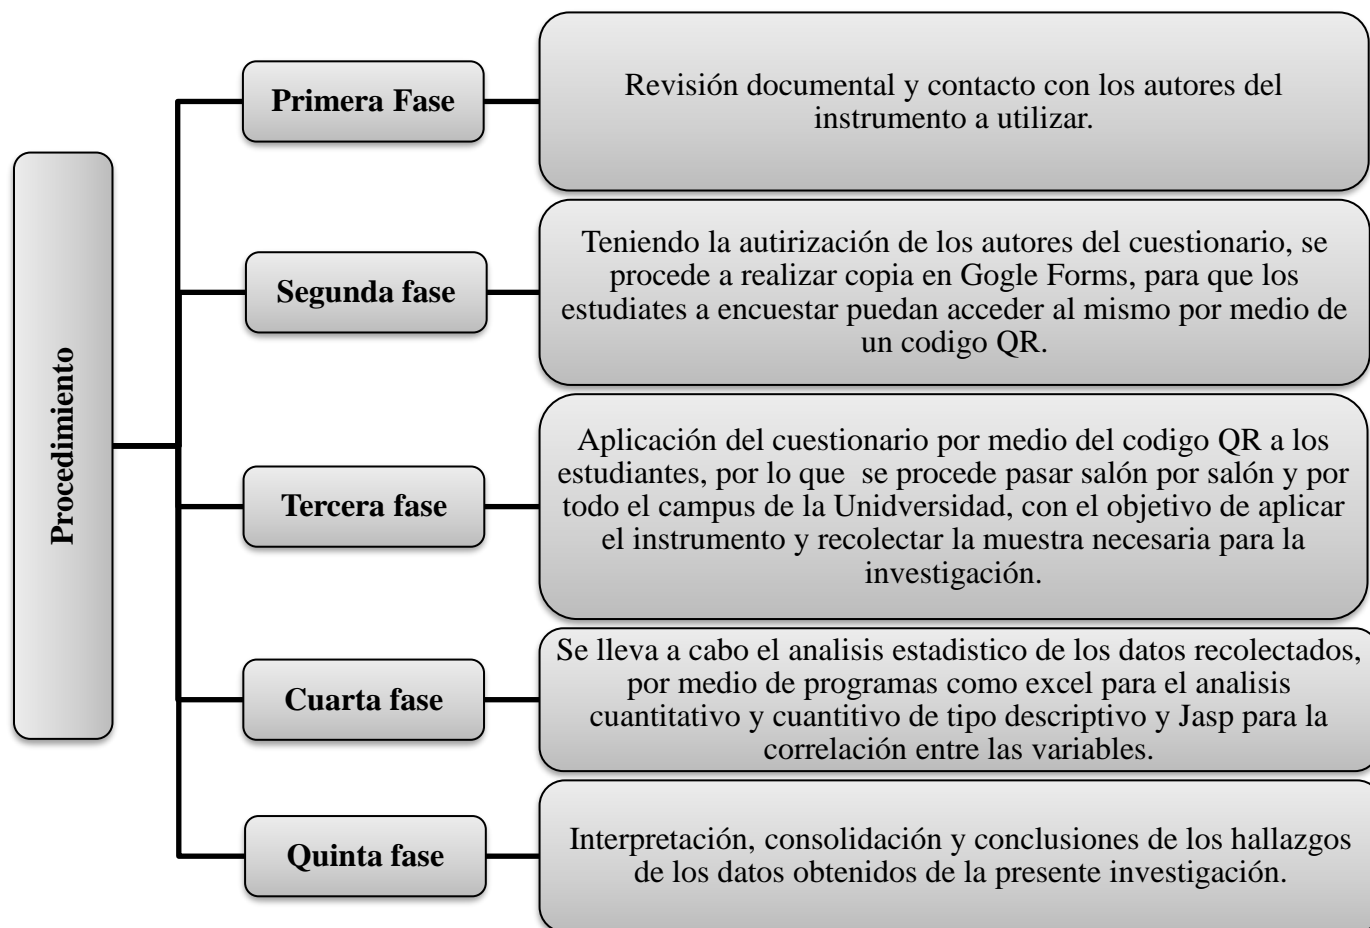 Procedimiento
Primera Fase
Revisión documental y contacto con los autores del
instrumento a utilizar.
Segunda fase
Teniendo la autirización de los autores del cuestionario, se
procede a realizar copia en Gogle Forms, para que los
estudiates a encuestar puedan acceder al mismo por medio de
un codigo QR.
Tercera fase
Aplicación del cuestionario por medio del codigo QR a los
estudiantes, por lo que se procede pasar salón por salón y por
todo el campus de la Unidversidad, con el objetivo de aplicar
el instrumento y recolectar la muestra necesaria para la
investigación.
Cuarta fase
Se lleva a cabo el analisis estadistico de los datos recolectados,
por medio de programas como excel para el analisis
cuantitativo y cuantitivo de tipo descriptivo y Jasp para la
correlación entre las variables.
Quinta fase
Interpretación, consolidación y conclusiones de los hallazgos
de los datos obtenidos de la presente investigación.